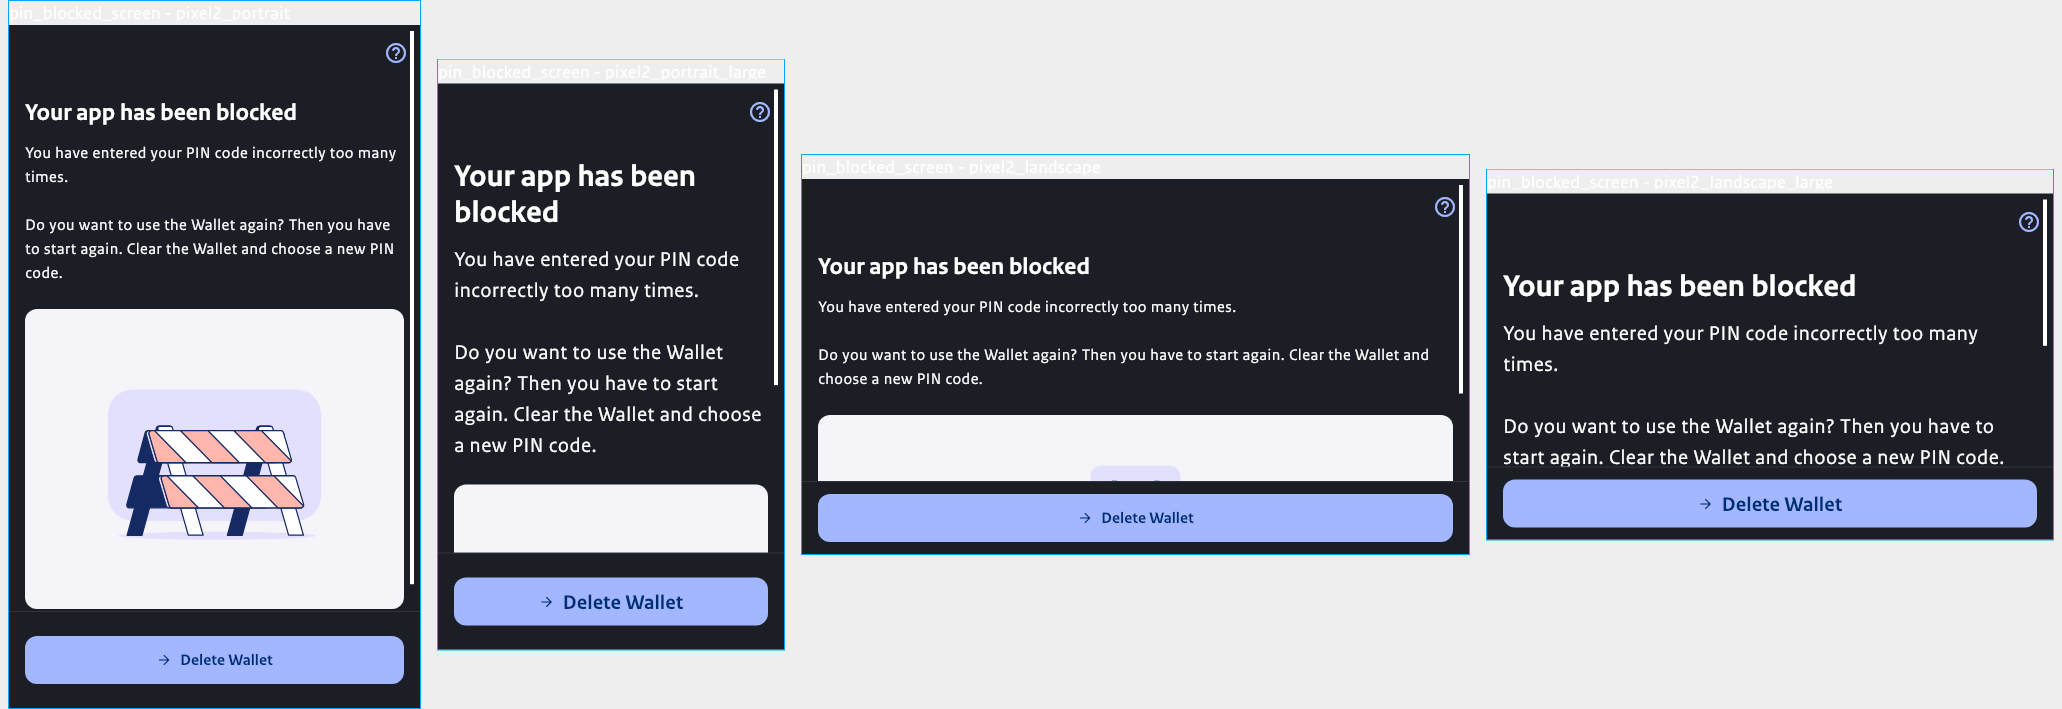 pin_blocked_screen - pixel2_portrait
Your app has been blocked
You have entered your PIN code incorrectly too many
times.
Do you want to use the Wallet again? Then you have
to start again. Clear the Wallet and choose a new PIN
code.
Delete Wallet
pin_blocked_screen - pixel2_portrait_large
Your app has been
blocked
You have entered your PIN code
incorrectly too many times.
Do you want to use the Wallet
again? Then you have to start
again. Clear the Wallet and choose
a new PIN code.
Delete Wallet
pin_blocked_screen - pixel2_landscape
Your app has been blocked
You have entered your PIN code incorrectly too many times.
Do you want to use the Wallet again? Then you have to start again. Clear the Wallet and
choose a new PIN code.
Delete Wallet
pin_blocked_screen - pixel2_landscape_large
Your app has been blocked
You have entered your PIN code incorrectly too many
times.
Do you want to use the Wallet again? Then you have to
start again. Clear the Wallet and choose a new PIN code.
Delete Wallet